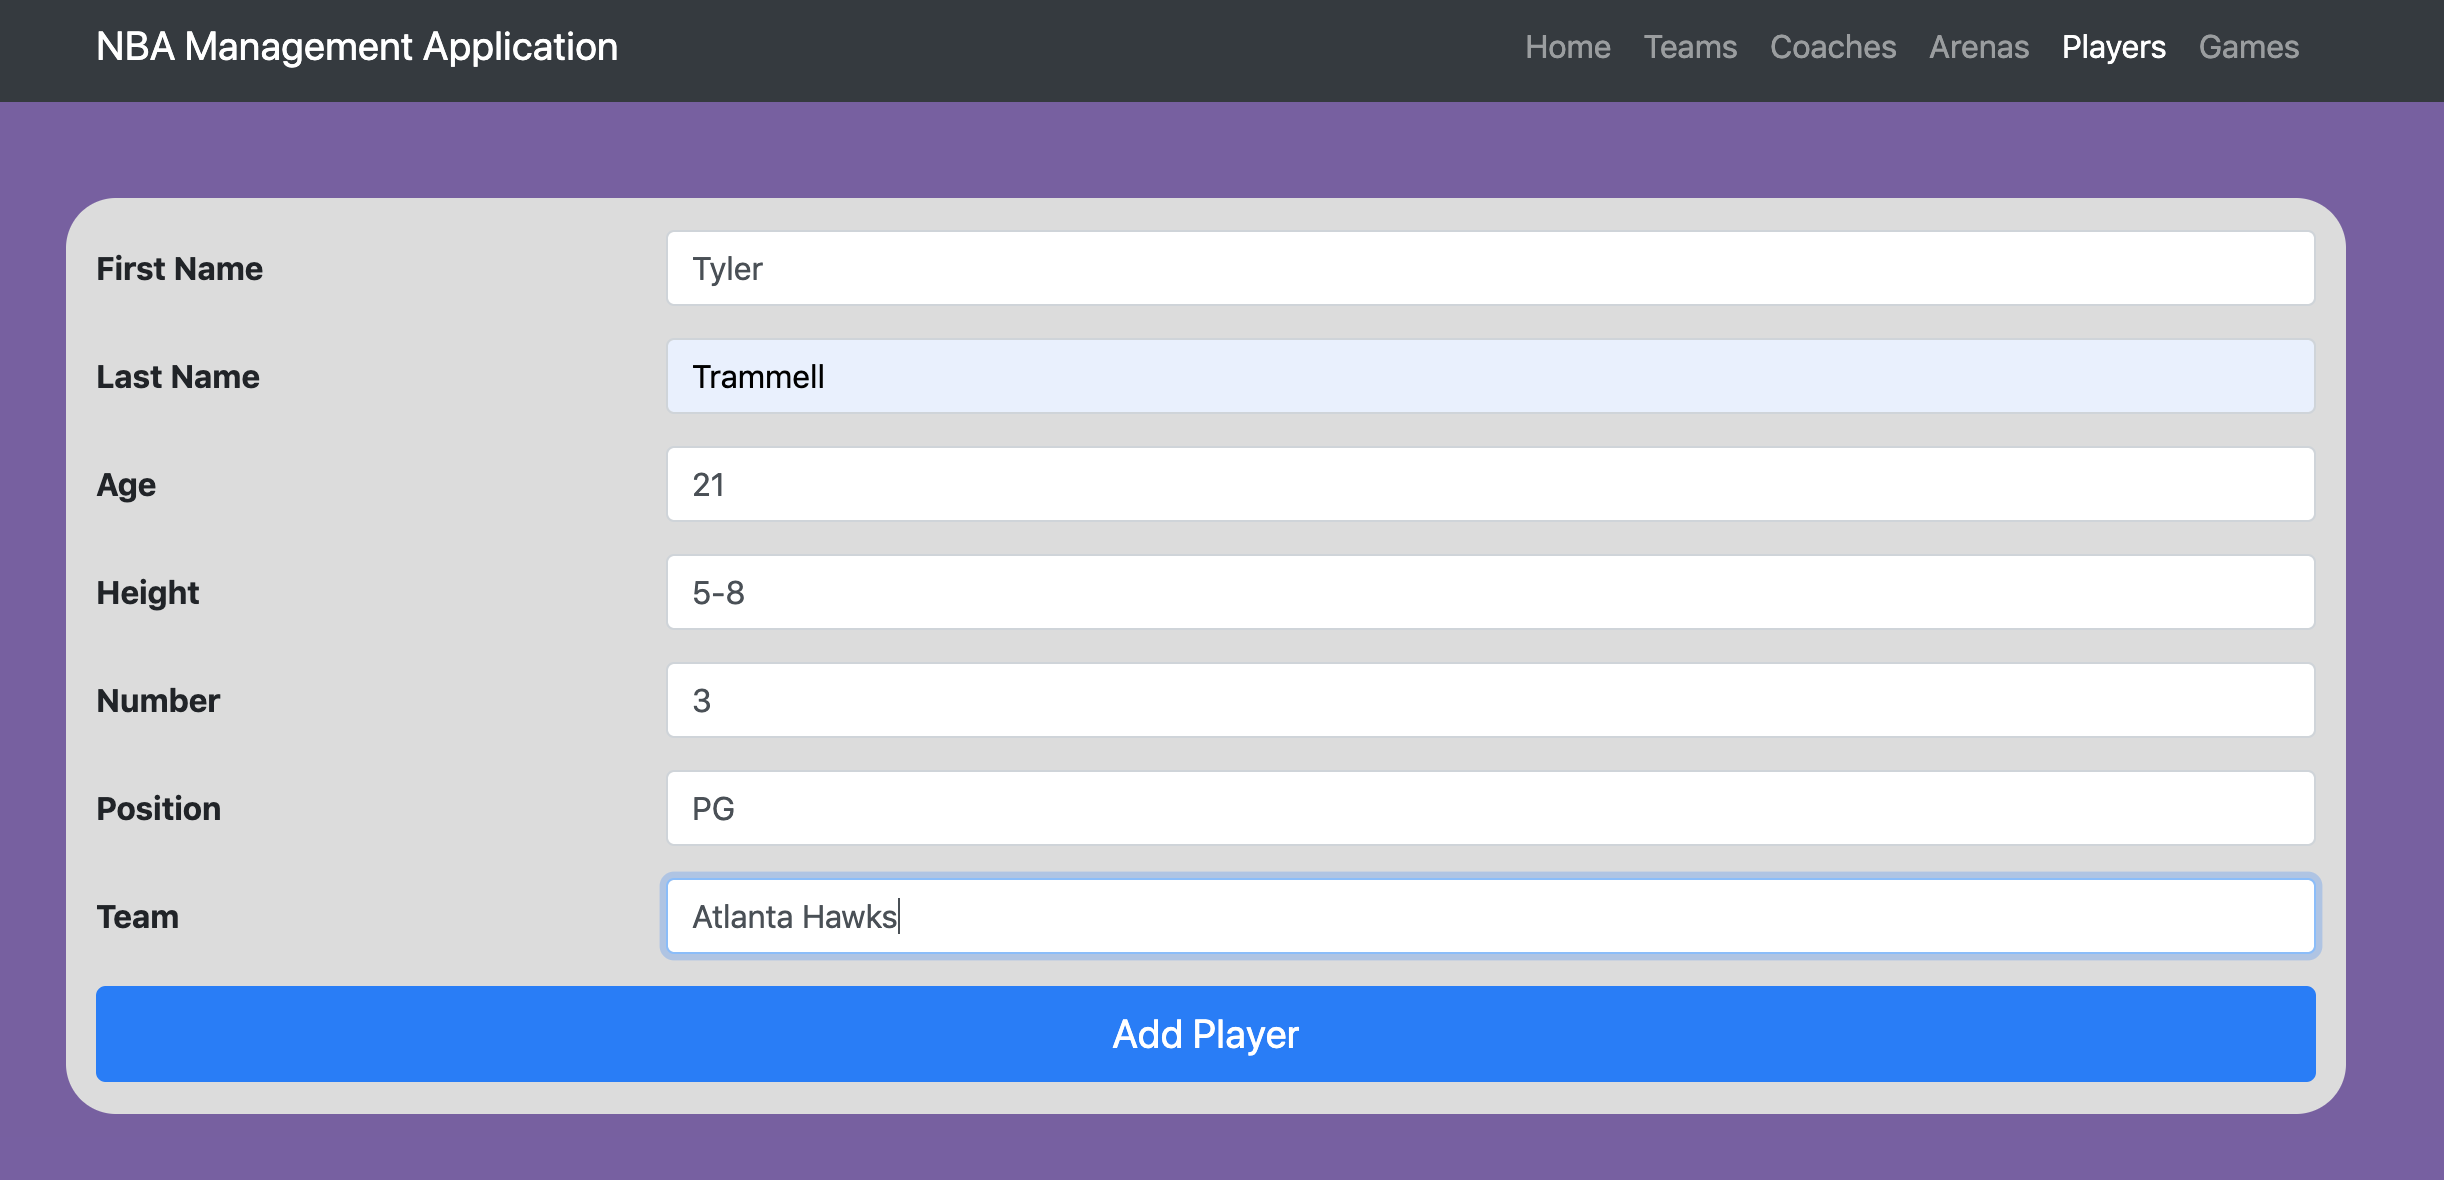 NBA Management Application Home Teams Coaches Arenas Players Games
First Name Tyler
Last Name Trammell
Age 21
Height 5-8
Number 3
Position PG
Team Atlanta Hawks
Add Player